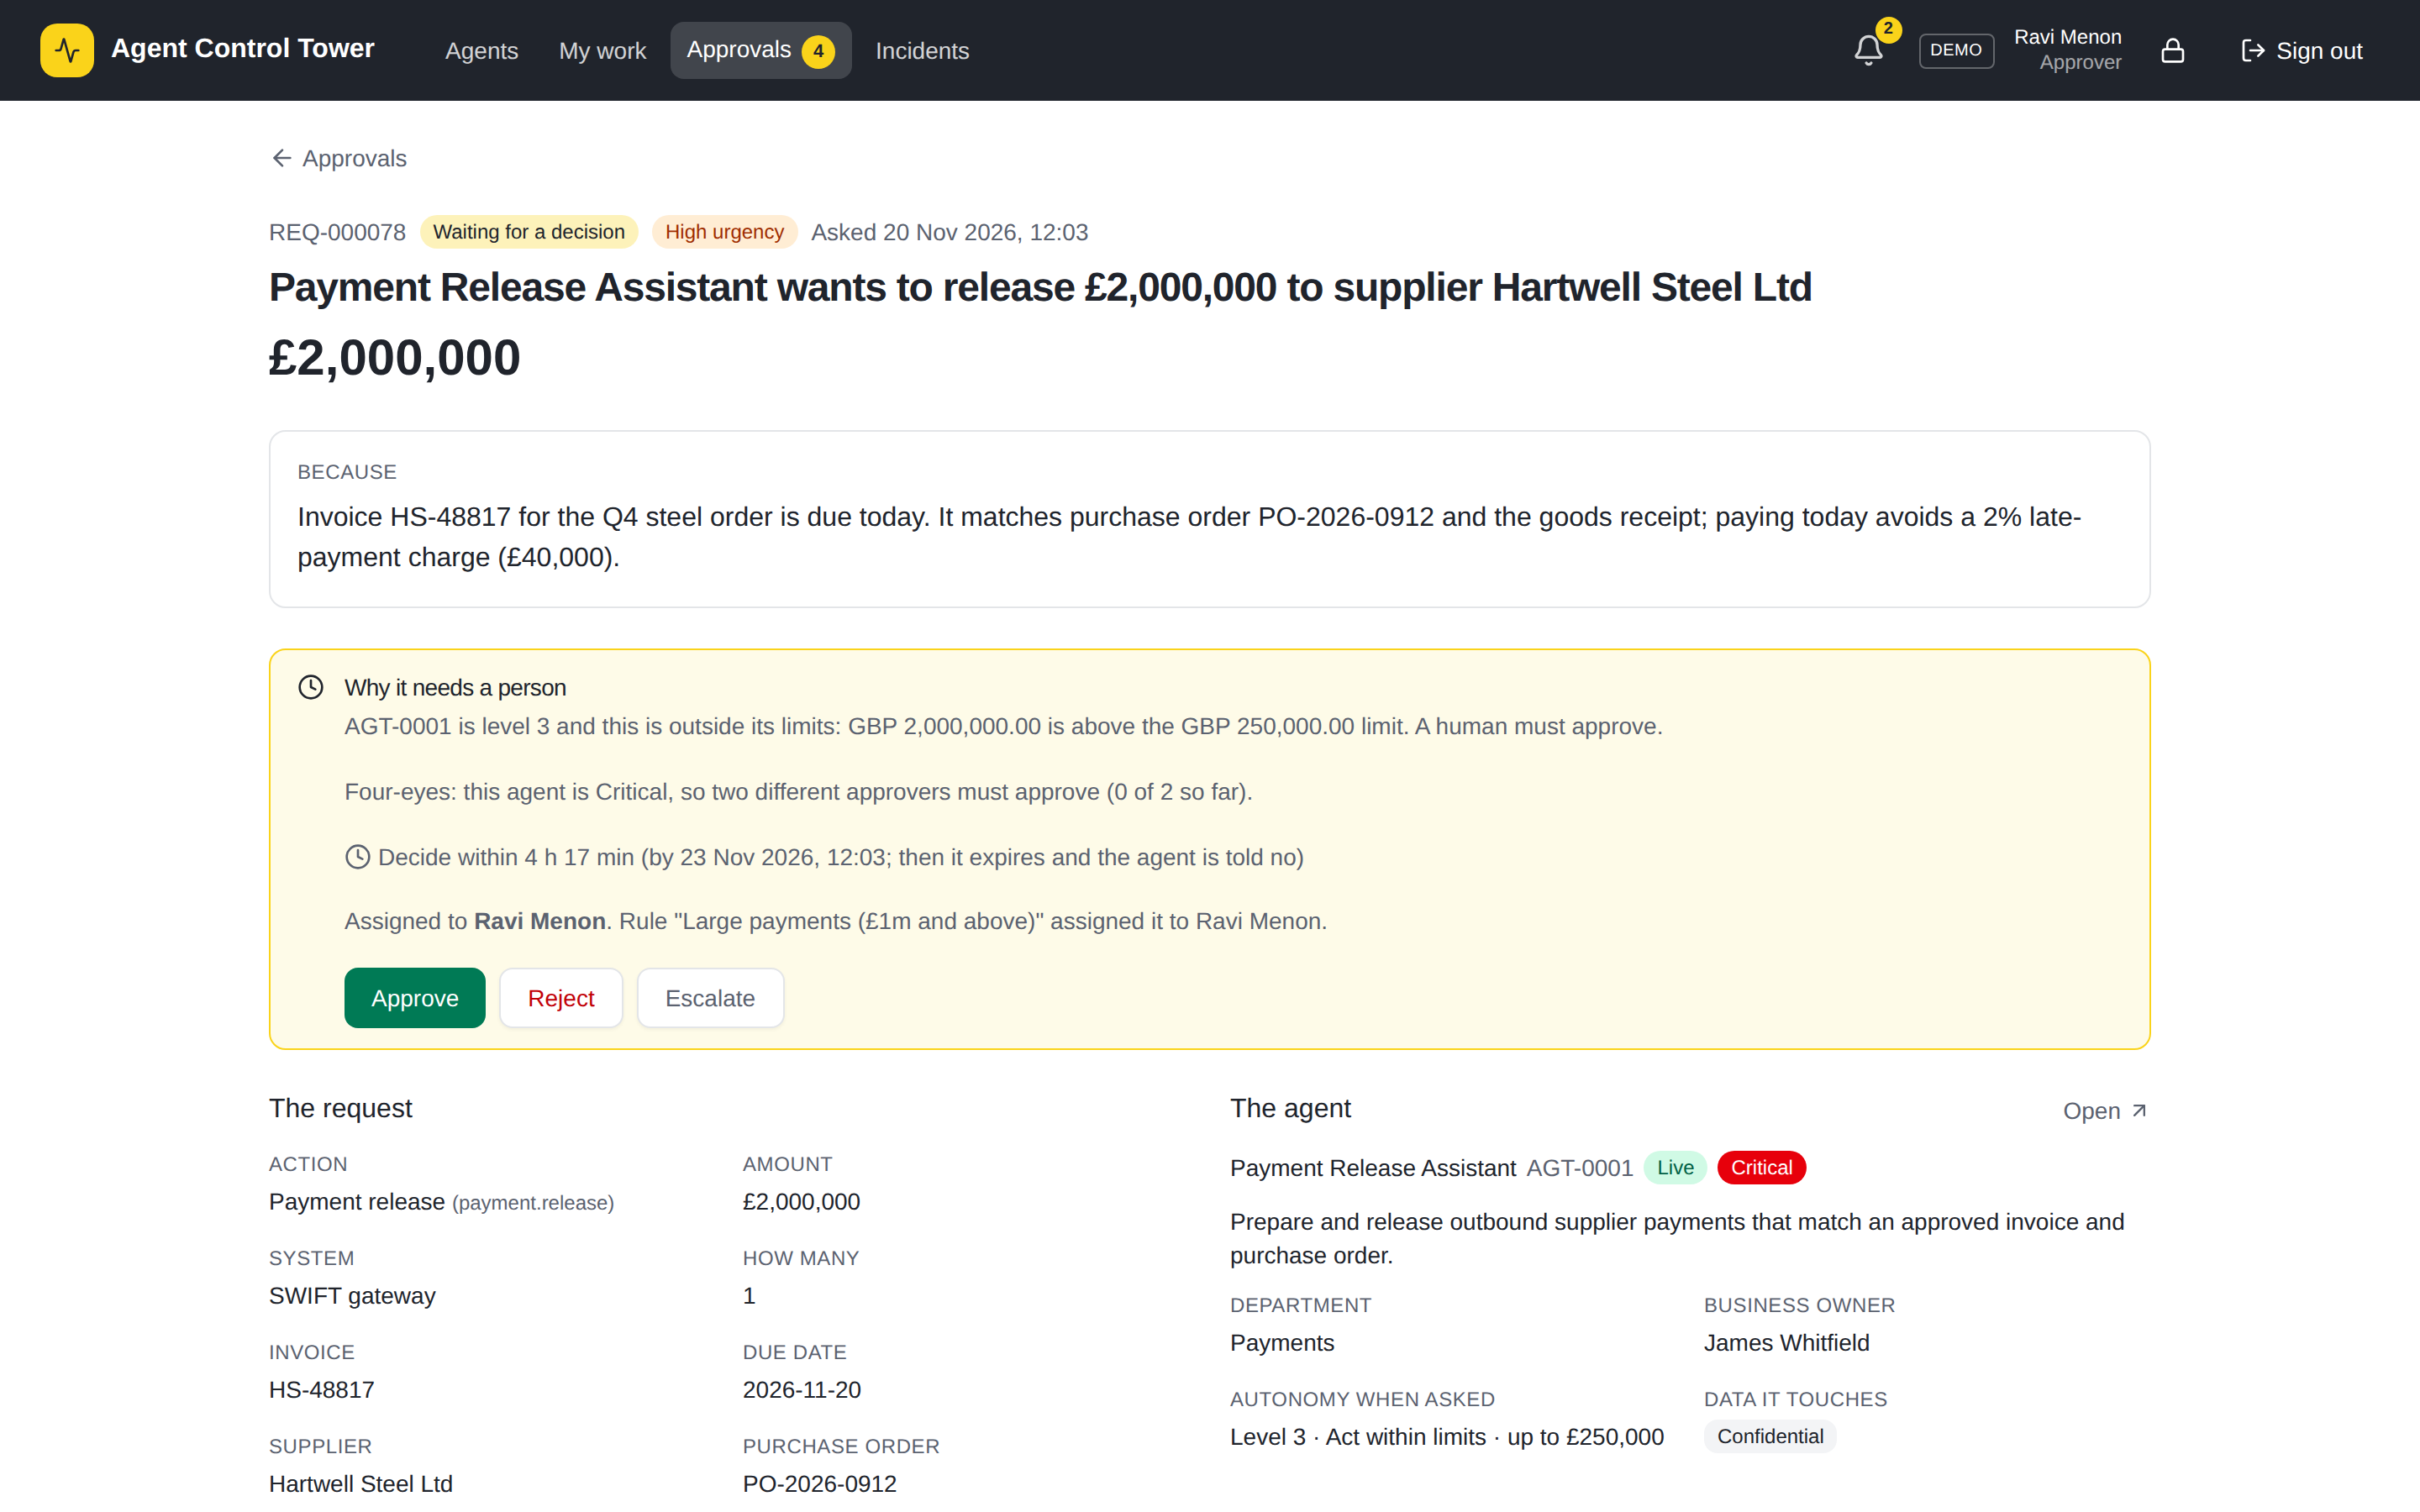 Agent Control Tower
Agents
My work
Approvals 4
Incidents
2
DEMO
Ravi Menon
Approver
Sign out
Approvals
REQ-000078 Waiting for a decision High urgency Asked 20 Nov 2026, 12:03
Payment Release Assistant wants to release £2,000,000 to supplier Hartwell Steel Ltd
£2,000,000
BECAUSE
Invoice HS-48817 for the Q4 steel order is due today. It matches purchase order PO-2026-0912 and the goods receipt; paying today avoids a 2% late-
payment charge (£40,000).
Why it needs a person
AGT-0001 is level 3 and this is outside its limits: GBP 2,000,000.00 is above the GBP 250,000.00 limit. A human must approve.
Four-eyes: this agent is Critical, so two different approvers must approve (0 of 2 so far).
Decide within 4 h 17 min (by 23 Nov 2026, 12:03; then it expires and the agent is told no)
Assigned to Ravi Menon. Rule "Large payments (£1m and above)" assigned it to Ravi Menon.
Approve
Reject
Escalate
The request
ACTION
Payment release (payment.release)
AMOUNT
£2,000,000
SYSTEM
SWIFT gateway
HOW MANY
1
INVOICE
HS-48817
DUE DATE
2026-11-20
SUPPLIER
Hartwell Steel Ltd
PURCHASE ORDER
PO-2026-0912
The agent
Open
Payment Release Assistant AGT-0001 Live Critical
Prepare and release outbound supplier payments that match an approved invoice and
purchase order.
DEPARTMENT
Payments
BUSINESS OWNER
James Whitfield
AUTONOMY WHEN ASKED
Level 3 · Act within limits · up to £250,000
DATA IT TOUCHES
Confidential